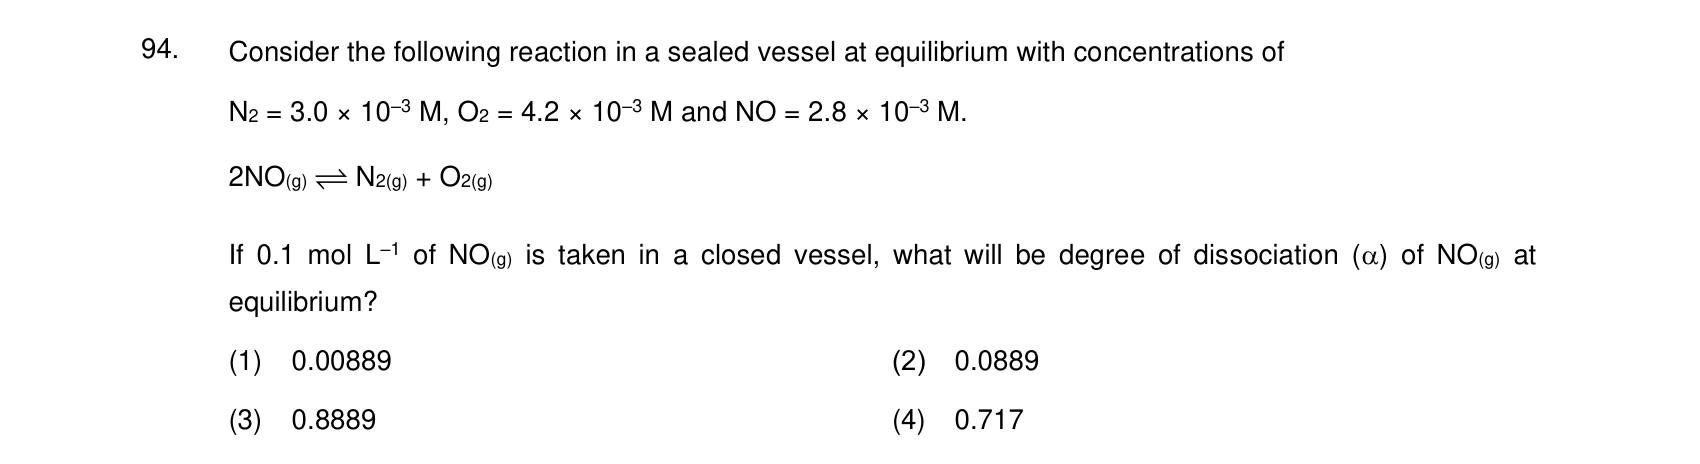 94. Consider the following reaction in a sealed vessel at equilibrium with concentrations of
N₂ = 3.0 × 10⁻³ M, O₂ = 4.2 × 10⁻³ M and NO = 2.8 × 10⁻³ M.
2NO(g) ⇌ N₂(g) + O₂(g)
If 0.1 mol L⁻¹ of NO(g) is taken in a closed vessel, what will be degree of dissociation (α) of NO(g) at
equilibrium?
(1) 0.00889 (2) 0.0889
(3) 0.8889 (4) 0.717